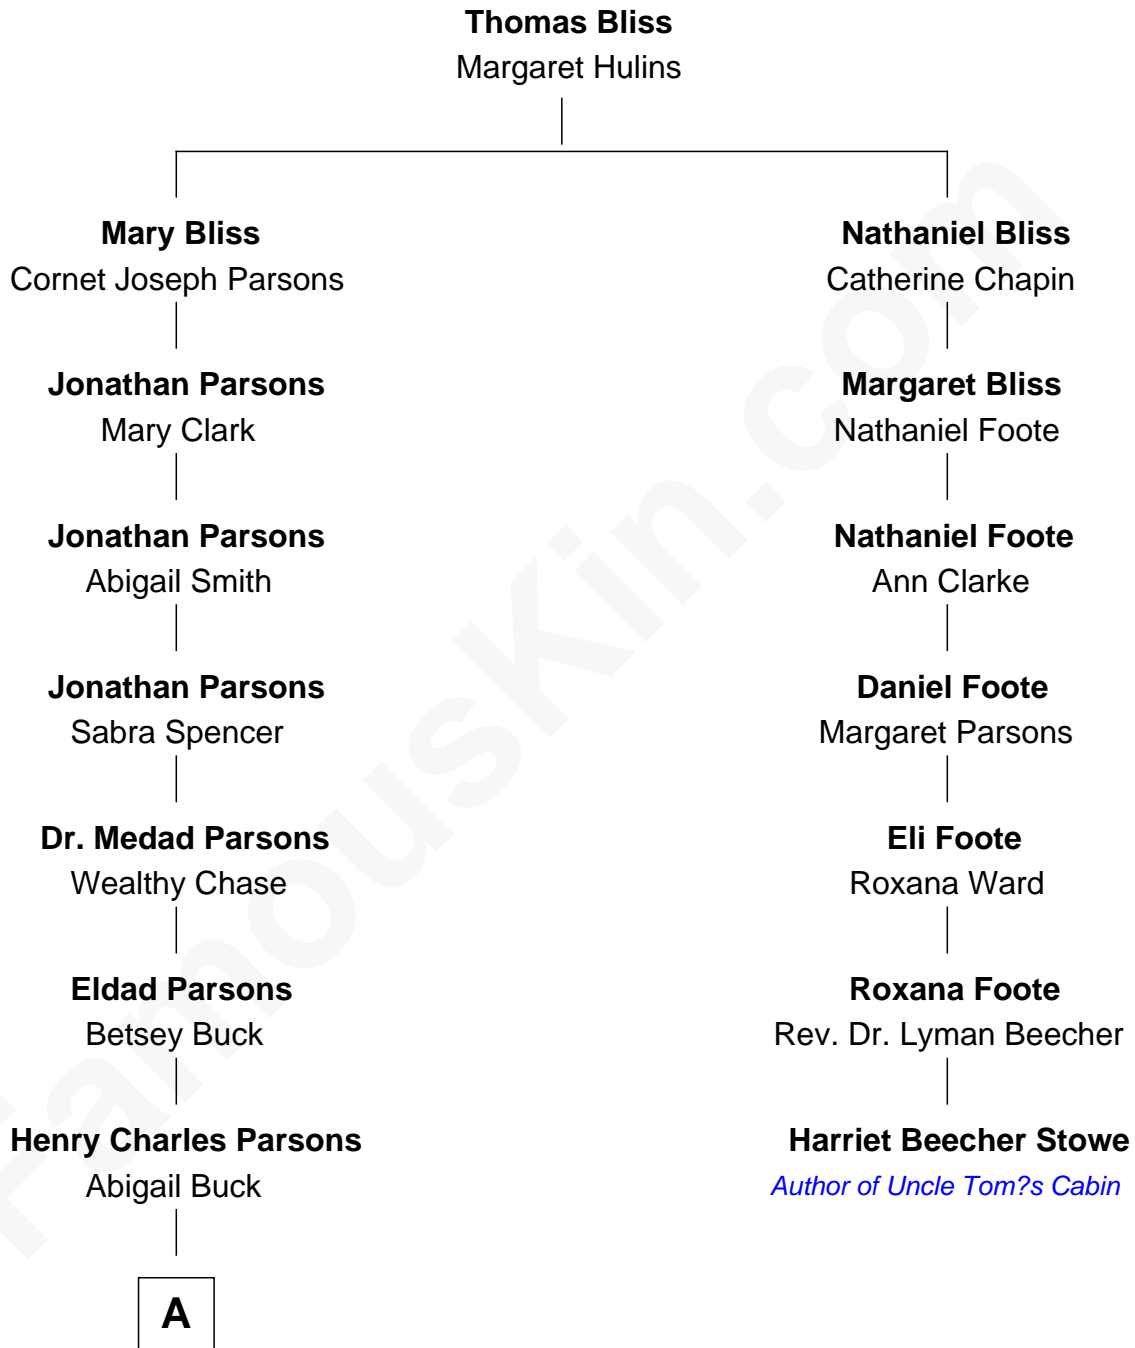 Thomas Bliss
Margaret Hulins
Mary Bliss
Cornet Joseph Parsons
Nathaniel Bliss
Catherine Chapin
Jonathan Parsons
Mary Clark
Margaret Bliss
Nathaniel Foote
Jonathan Parsons
Abigail Smith
Nathaniel Foote
Ann Clarke
Jonathan Parsons
Sabra Spencer
Daniel Foote
Margaret Parsons
Dr. Medad Parsons
Wealthy Chase
Eli Foote
Roxana Ward
Eldad Parsons
Betsey Buck
Roxana Foote
Rev. Dr. Lyman Beecher
Henry Charles Parsons
Abigail Buck
Harriet Beecher Stowe
Author of Uncle Tom?s Cabin
A
FamousKin.com